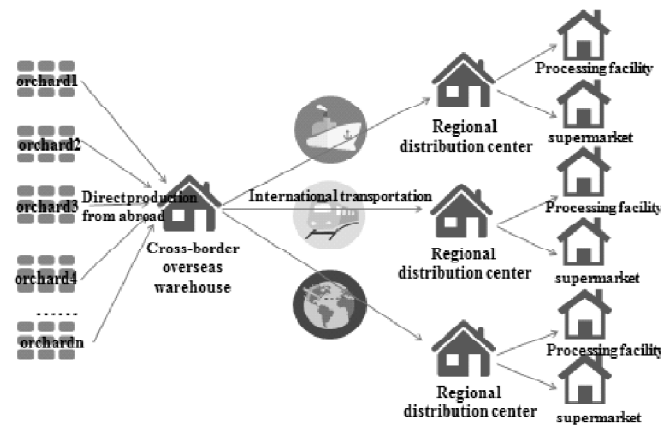 orchard1
orchard2
orchard3
orchard4
......
orchardn
Directproduction
from abroad
Cross-border
overseas
warehouse
International transportation
Regional
distribution center
Processing facility
supermarket
Regional
distribution center
Processing facility
supermarket
Regional
distribution center
Processing facility
supermarket